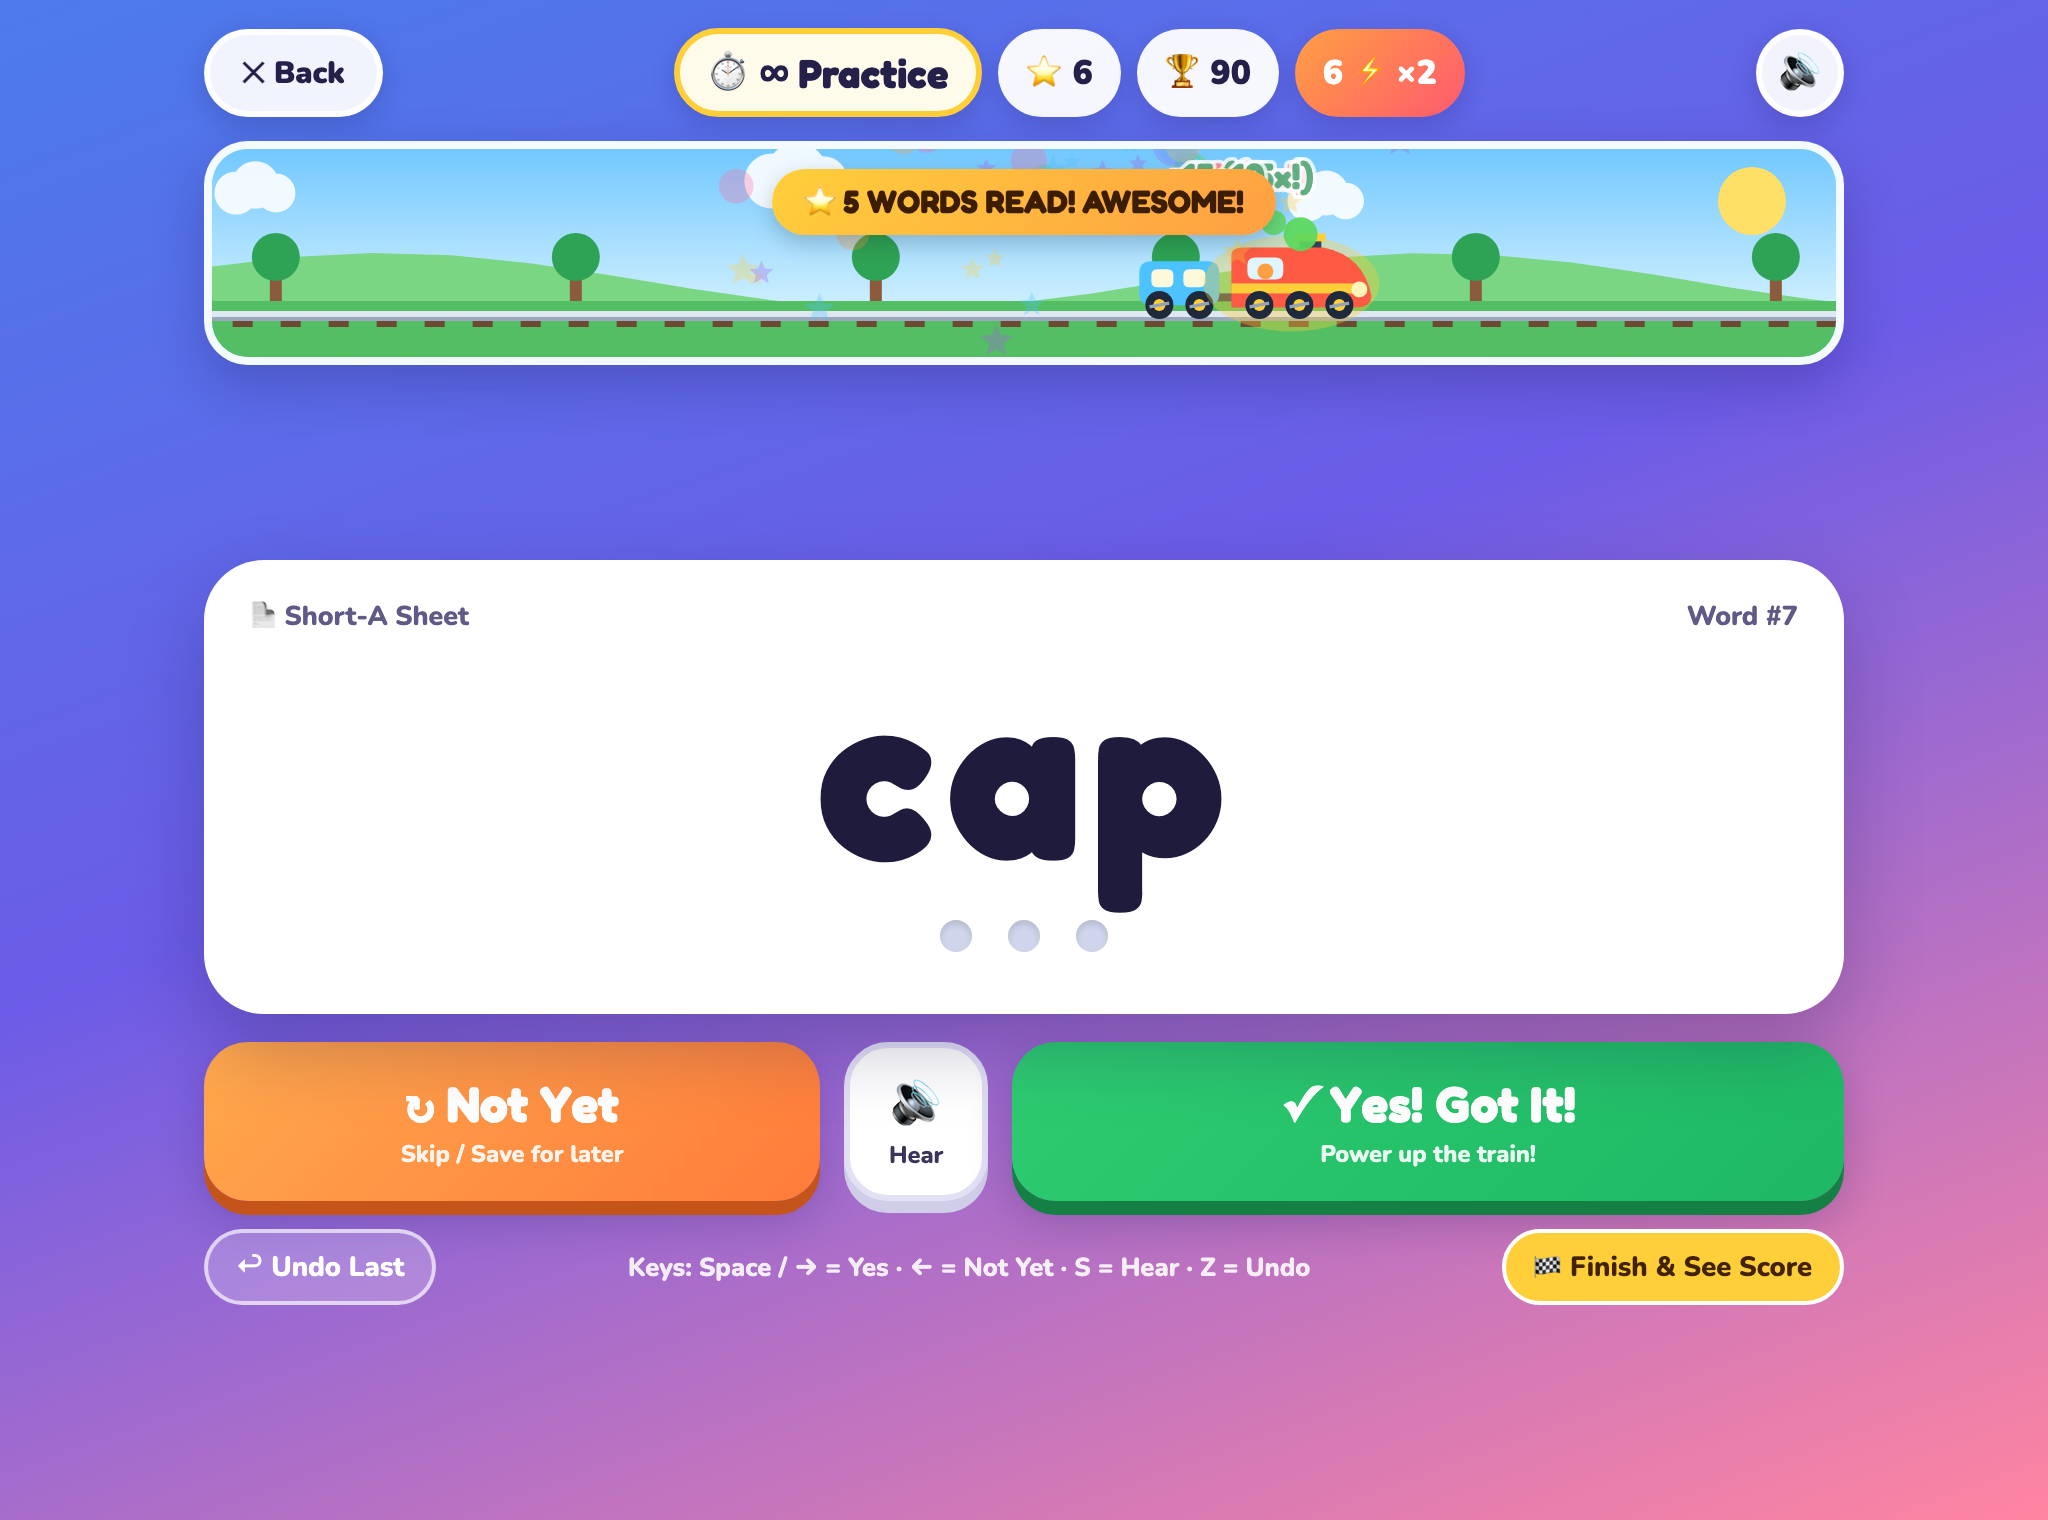 Back
∞ Practice
6
90
6 ⚡ ×2
⭐ 5 WORDS READ! AWESOME!
Short-A Sheet
Word #7
cap
↻ Not Yet
Skip / Save for later
Hear
✓ Yes! Got It!
Power up the train!
↩ Undo Last
Keys: Space / → = Yes · ← = Not Yet · S = Hear · Z = Undo
Finish & See Score